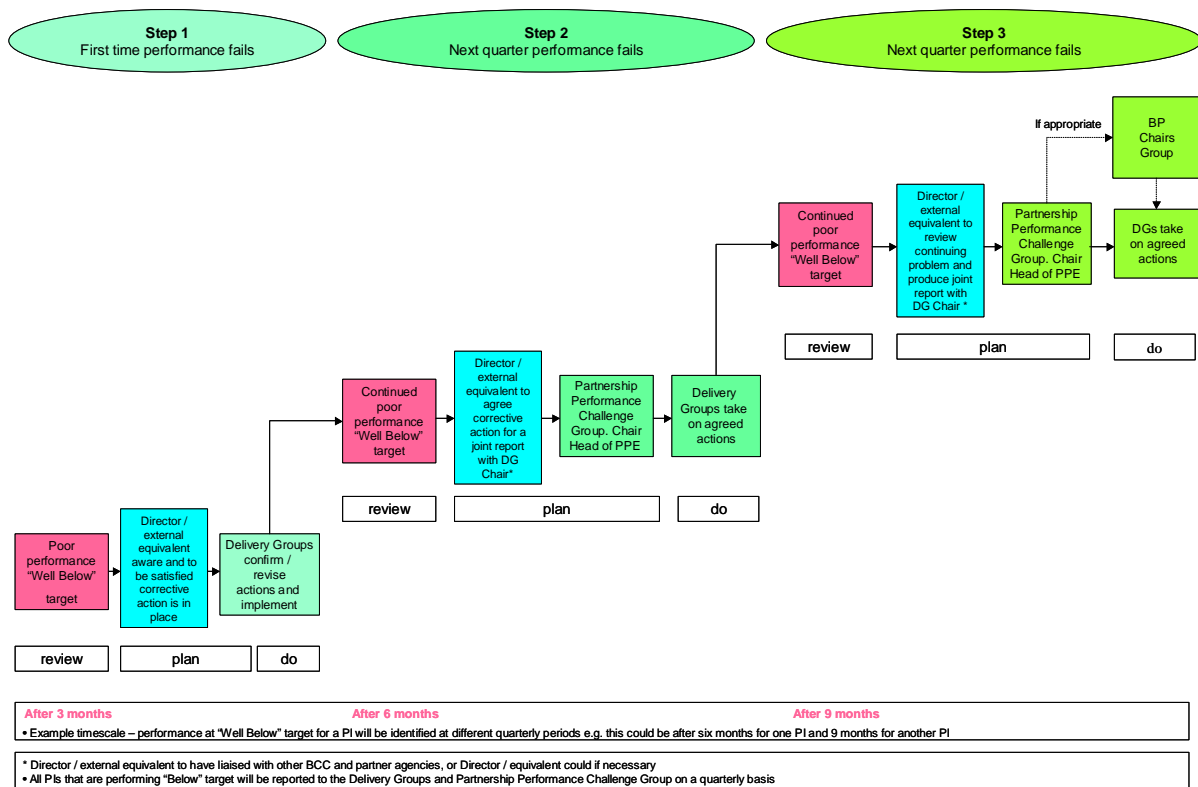 Step 1
First time performance fails
Step 2
Next quarter performance fails
Step 3
Next quarter performance fails
If appropriate
BP
Chairs
Group
Continued
poor
performance
“Well Below”
target
Director /
external
equivalent to
review
continuing
problem and
produce joint
report with
DG Chair *
Partnership
Performance
Challenge
Group. Chair
Head of PPE
DGs take
on agreed
actions
review
plan
do
Continued
poor
performance
“Well Below”
target
Director /
external
equivalent to
agree
corrective
action for a
joint report
with DG
Chair*
Partnership
Performance
Challenge
Group. Chair
Head of PPE
Delivery
Groups take
on agreed
actions
review
plan
do
Poor
performance
“Well Below”
target
Director /
external
equivalent
aware and to
be satisfied
corrective
action is in
place
Delivery Groups
confirm /
revise
actions and
implement
review
plan
do
After 3 months
After 6 months
After 9 months
• Example timescale – performance at “Well Below” target for a PI will be identified at different quarterly periods e.g. this could be after six months for one PI and 9 months for another PI
* Director / external equivalent to have liaised with other BCC and partner agencies, or Director / equivalent could if necessary
• All PIs that are performing “Below” target will be reported to the Delivery Groups and Partnership Performance Challenge Group on a quarterly basis